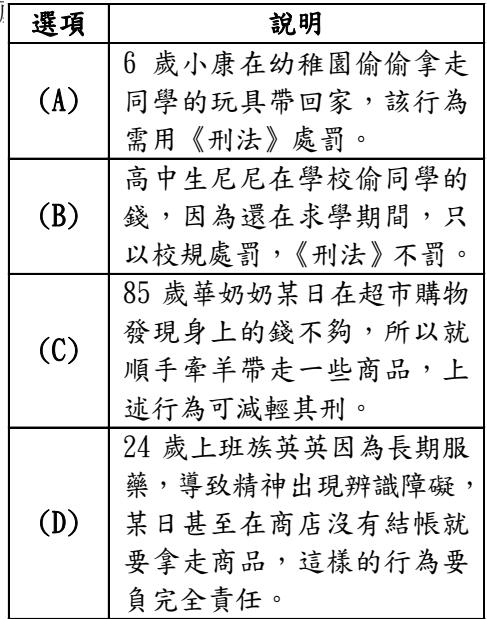 選項 說明
(A) 6 歲小康在幼稚園偷偷拿走
同學的玩具帶回家，該行為
需用《刑法》處罰。
(B) 高中生尼尼在學校偷同學的
錢，因為還在求學期間，只
以校規處罰，《刑法》不罰。
(C) 85 歲華奶奶某日在超市購物
發現身上的錢不夠，所以就
順手牽羊帶走一些商品，上
述行為可減輕其刑。
(D) 24 歲上班族英英因為長期服
藥，導致精神出現辨識障礙，
某日甚至在商店沒有結帳就
要拿走商品，這樣的行為要
負完全責任。